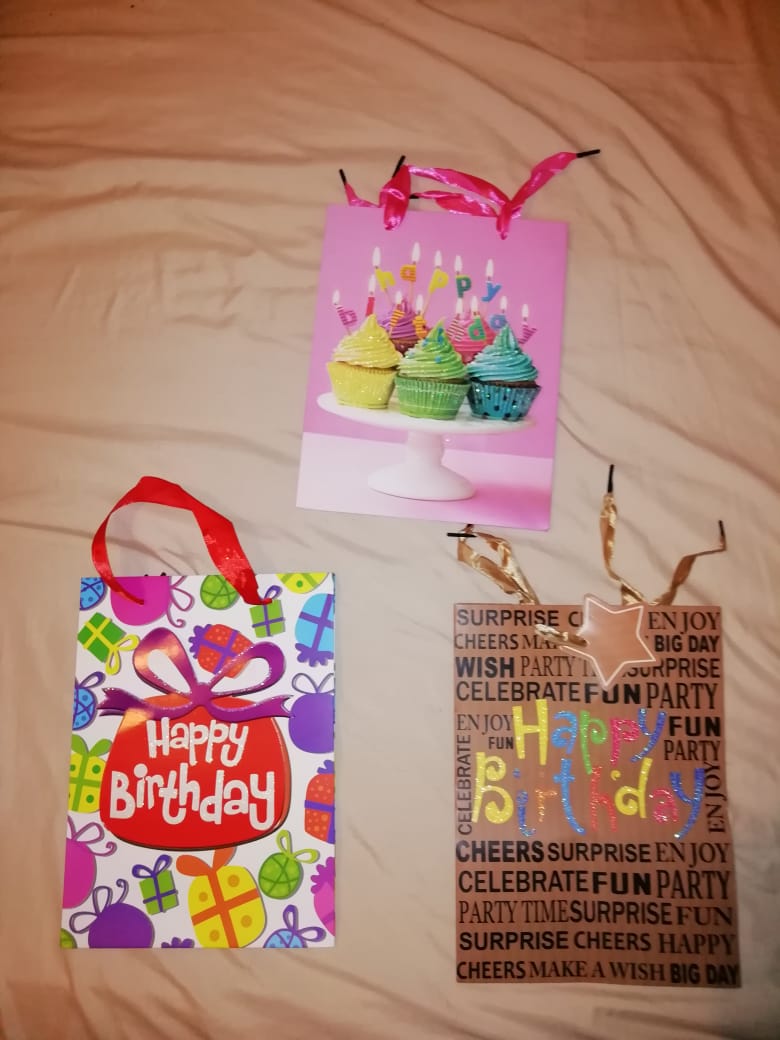 happy
b d
Happy
Birthday
SURPRISE ENJOY
CHEERS BIG DAY
WISH PARTY SURPRISE
CELEBRATE FUN PARTY
ENJOY FUN
FUN PARTY
CELEBRATE
ENJOY
Happy
Birthday
CHEERS SURPRISE ENJOY
CELEBRATE FUN PARTY
PARTY TIME SURPRISE FUN
SURPRISE CHEERS HAPPY
CHEERS MAKE A WISH BIG DAY